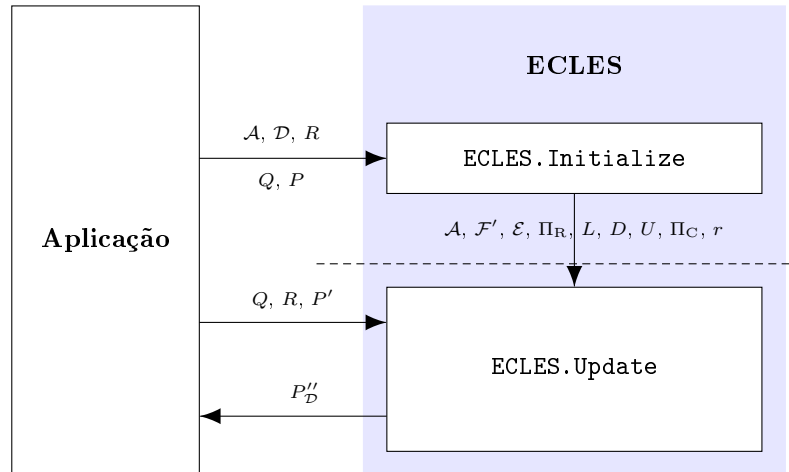 ECLES
𝒜, 𝒟, R
Q, P
ECLES.Initialize
Aplicação
𝒜, ℱ′, ℰ, Π_R, L, D, U, Π_C, r
Q, R, P′
ECLES.Update
P″_𝒟